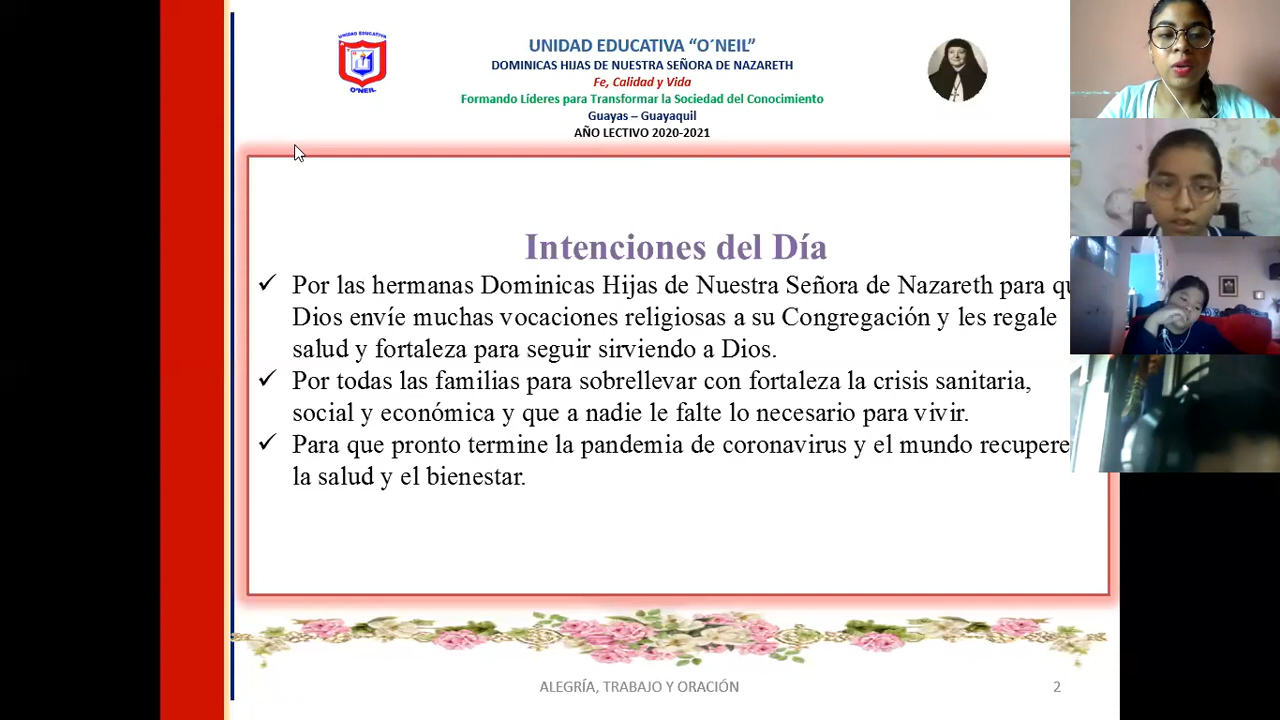 UNIDAD EDUCATIVA
O'NEIL
UNIDAD EDUCATIVA “O´NEIL”
DOMINICAS HIJAS DE NUESTRA SEÑORA DE NAZARETH
Fe, Calidad y Vida
Formando Líderes para Transformar la Sociedad del Conocimiento
Guayas – Guayaquil
AÑO LECTIVO 2020-2021
Intenciones del Día
✓ Por las hermanas Dominicas Hijas de Nuestra Señora de Nazareth para qu
Dios envíe muchas vocaciones religiosas a su Congregación y les regale
salud y fortaleza para seguir sirviendo a Dios.
✓ Por todas las familias para sobrellevar con fortaleza la crisis sanitaria,
social y económica y que a nadie le falte lo necesario para vivir.
✓ Para que pronto termine la pandemia de coronavirus y el mundo recupere
la salud y el bienestar.
ALEGRÍA, TRABAJO Y ORACIÓN
2